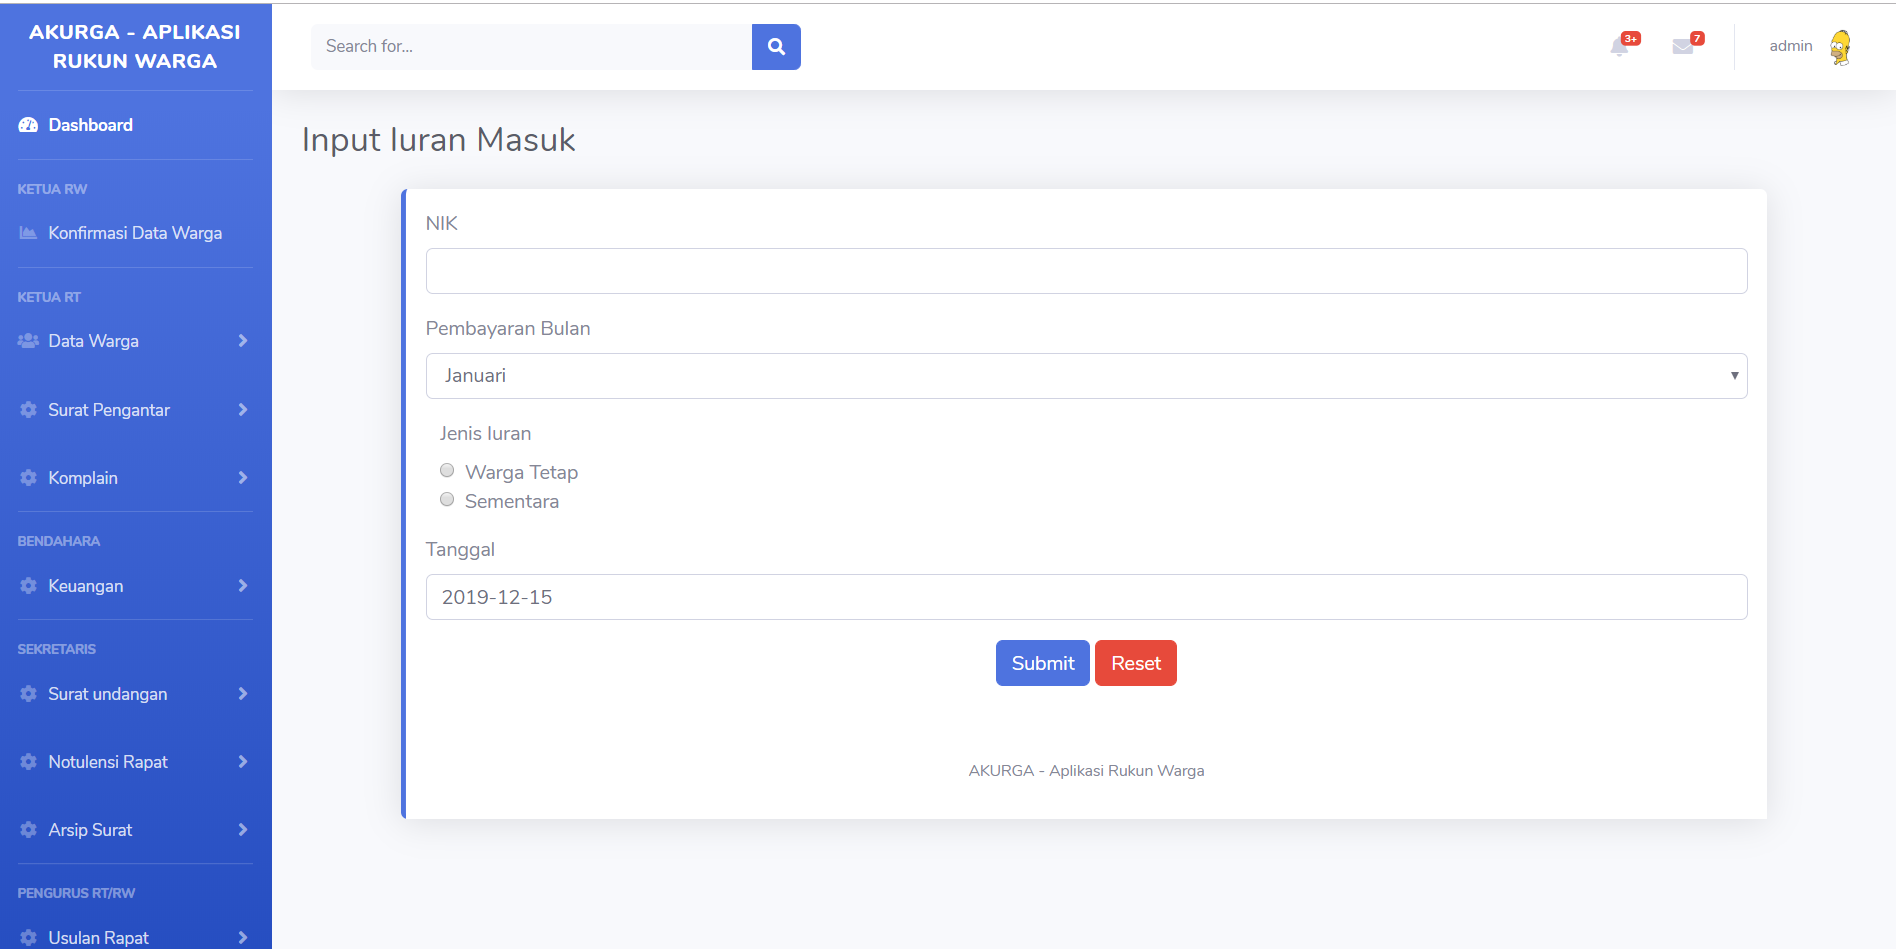 AKURGA - APLIKASI
RUKUN WARGA
Dashboard
KETUA RW
Konfirmasi Data Warga
KETUA RT
Data Warga
Surat Pengantar
Komplain
BENDAHARA
Keuangan
SEKRETARIS
Surat undangan
Notulensi Rapat
Arsip Surat
PENGURUS RT/RW
Usulan Rapat
Search for...
3+
7
admin
Input Iuran Masuk
NIK
Pembayaran Bulan
Januari
Jenis Iuran
Warga Tetap
Sementara
Tanggal
2019-12-15
Submit Reset
AKURGA - Aplikasi Rukun Warga